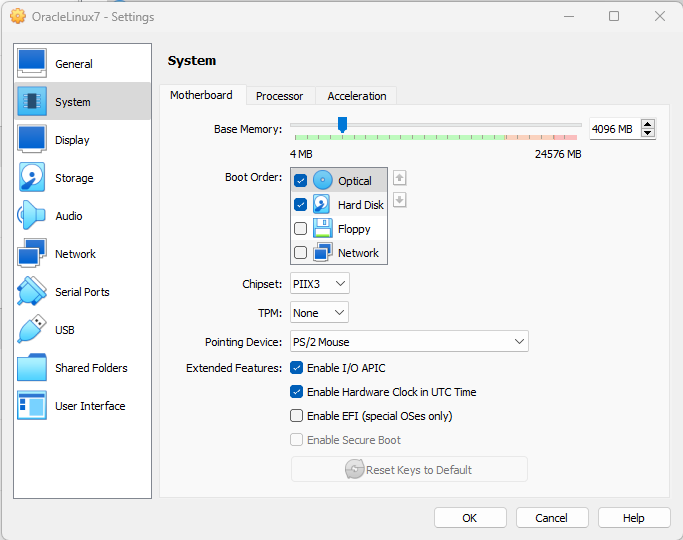 OracleLinux7 - Settings
General
System
Display
Storage
Audio
Network
Serial Ports
USB
Shared Folders
User Interface
System
Motherboard Processor Acceleration
Base Memory: 4096 MB
4 MB 24576 MB
Boot Order: Optical
Hard Disk
Floppy
Network
Chipset: PIIX3
TPM: None
Pointing Device: PS/2 Mouse
Extended Features: Enable I/O APIC
Enable Hardware Clock in UTC Time
Enable EFI (special OSes only)
Enable Secure Boot
Reset Keys to Default
OK Cancel Help